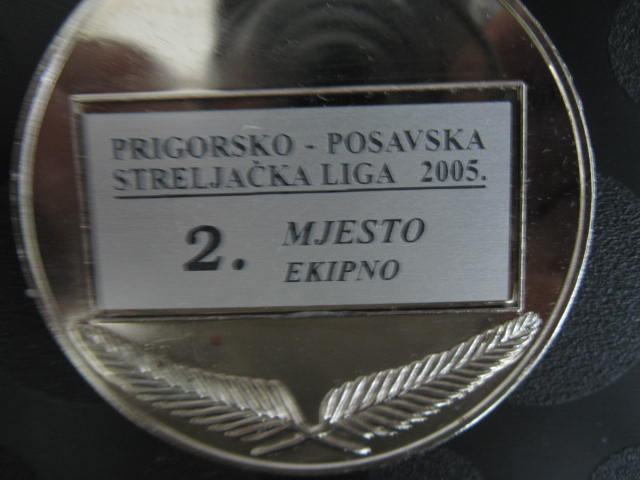 PRIGORSKO - POSAVSKA
STRELJAČKA LIGA 2005.
2. MJESTO
EKIPNO